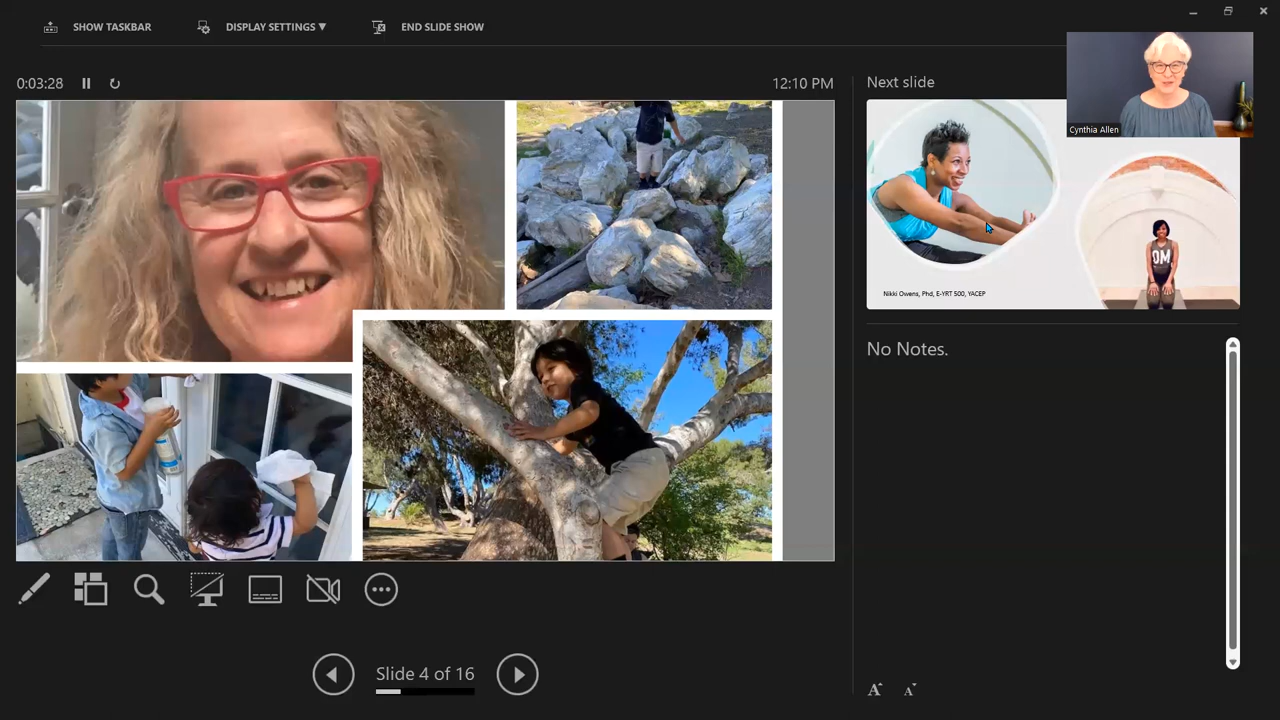 SHOW TASKBAR
DISPLAY SETTINGS ▼
END SLIDE SHOW
0:03:28
12:10 PM
Next slide
Cynthia Allen
OM
Nikki Owens, Phd, E-YRT 500, YACEP
No Notes.
Slide 4 of 16
A
A